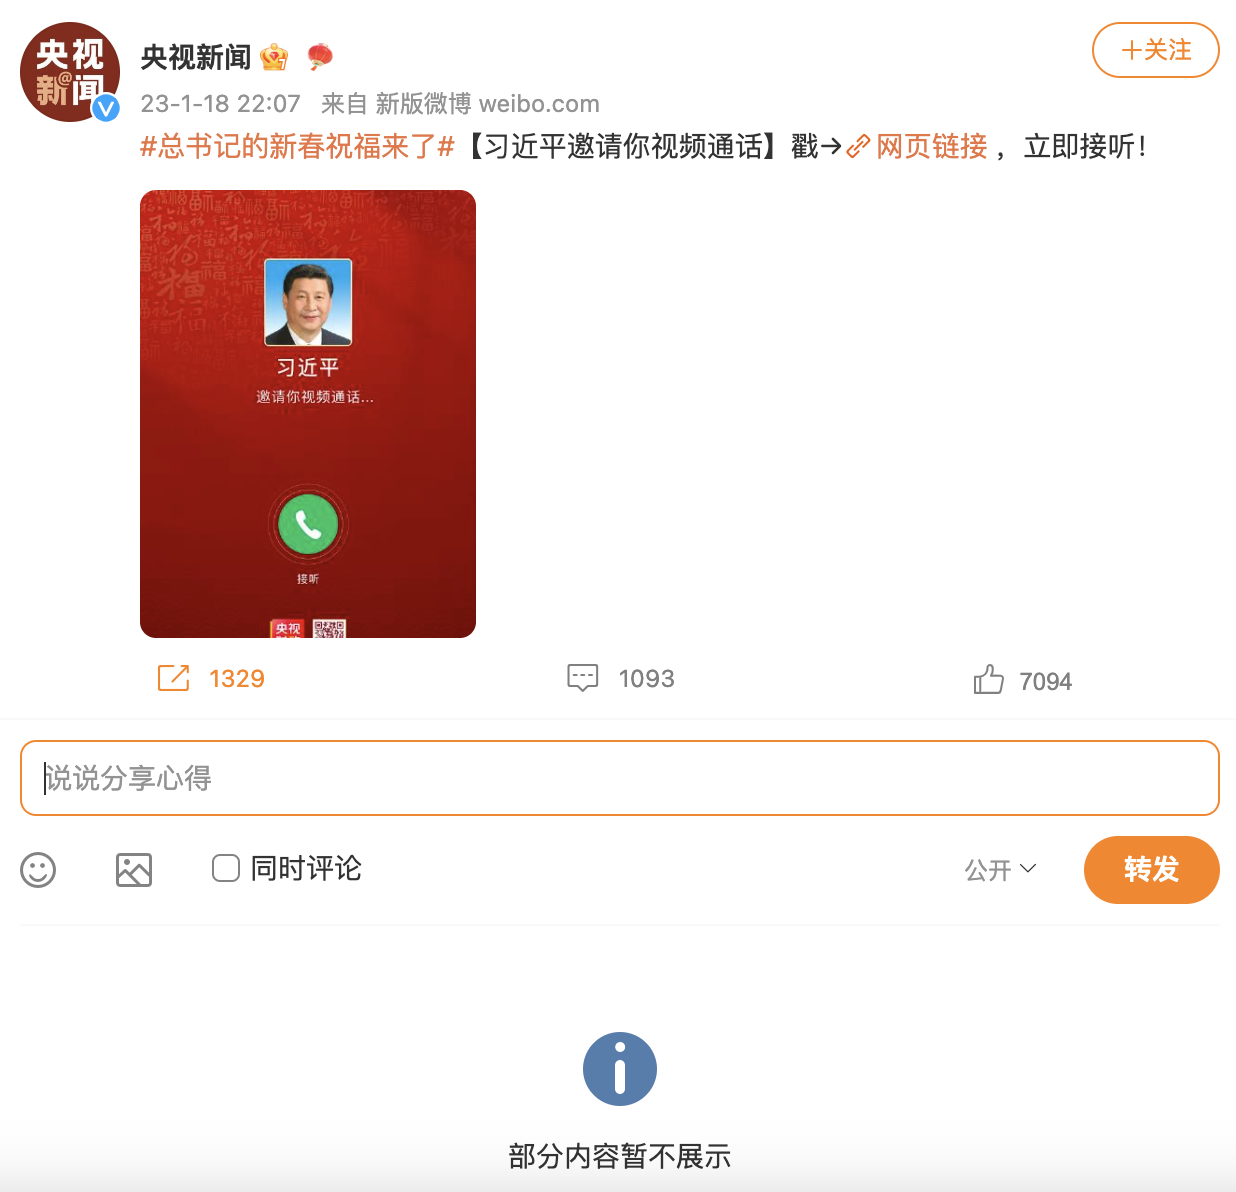 央视
新@闻
央视新闻
23-1-18 22:07 来自 新版微博 weibo.com
+关注
#总书记的新春祝福来了#【习近平邀请你视频通话】戳→网页链接 ，立即接听！
习近平
邀请你视频通话...
接听
央视
1329
1093
7094
说说分享心得
同时评论
公开
转发
部分内容暂不展示